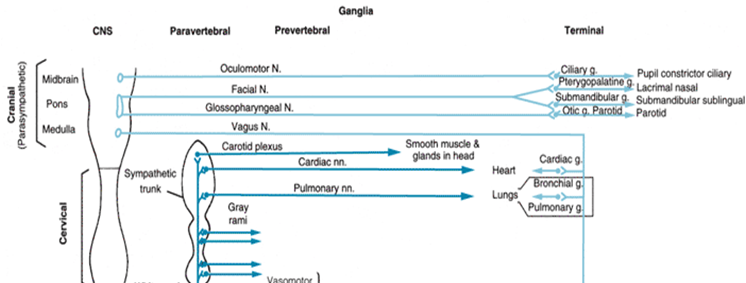 Ganglia
CNS
Paravertebral
Prevertebral
Terminal
Cranial
(Parasympathetic)
Midbrain
Pons
Medulla
Oculomotor N.
Facial N.
Glossopharyngeal N.
Vagus N.
Ciliary g.
Pupil constrictor ciliary
Pterygopalatine g.
Lacrimal nasal
Submandibular g.
Submandibular sublingual
Otic g. Parotid
Parotid
Carotid plexus
Smooth muscle &
glands in head
Cardiac nn.
Heart
Cardiac g.
Sympathetic
trunk
Pulmonary nn.
Lungs
Bronchial g.
Pulmonary g.
Gray
rami
Cervical
Vasomotor